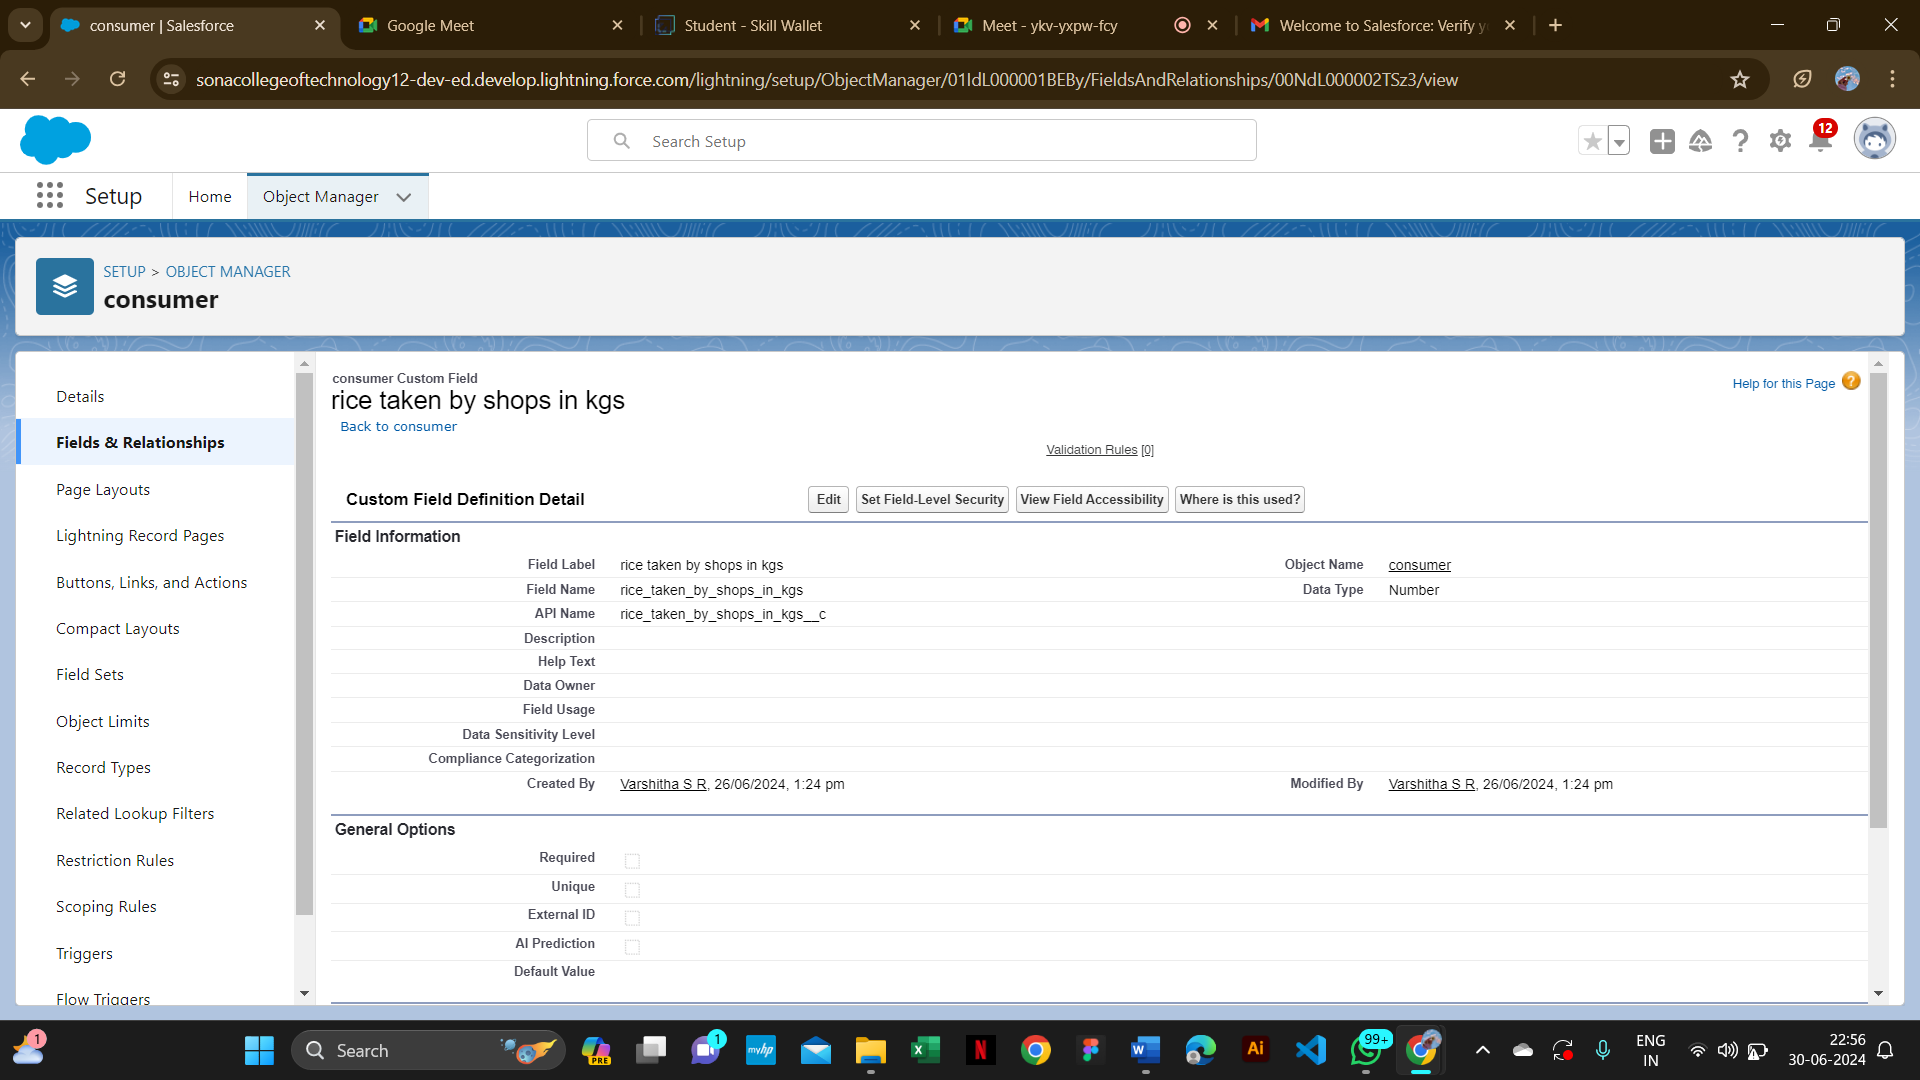 consumer | Salesforce
Google Meet
Student - Skill Wallet
Meet - ykv-yxpw-fcy
Welcome to Salesforce: Verify
sonacollegeoftechnology12-dev-ed.develop.lightning.force.com/lightning/setup/ObjectManager/01IdL000001BEBy/FieldsAndRelationships/00NdL000002TSz3/view
Search Setup
12
Setup
Home
Object Manager
SETUP > OBJECT MANAGER
consumer
Details
Fields & Relationships
Page Layouts
Lightning Record Pages
Buttons, Links, and Actions
Compact Layouts
Field Sets
Object Limits
Record Types
Related Lookup Filters
Restriction Rules
Scoping Rules
Triggers
Flow Triggers
consumer Custom Field
rice taken by shops in kgs
Back to consumer
Help for this Page
Validation Rules [0]
Custom Field Definition Detail
Edit
Set Field-Level Security
View Field Accessibility
Where is this used?
Field Information
Field Label rice taken by shops in kgs Object Name consumer
Field Name rice_taken_by_shops_in_kgs Data Type Number
API Name rice_taken_by_shops_in_kgs__c
Description
Help Text
Data Owner
Field Usage
Data Sensitivity Level
Compliance Categorization
Created By Varshitha S R, 26/06/2024, 1:24 pm Modified By Varshitha S R, 26/06/2024, 1:24 pm
General Options
Required
Unique
External ID
AI Prediction
Default Value
1
Search
PRE
1
myhp
N
Ai
99+
ENG
IN
22:56
30-06-2024